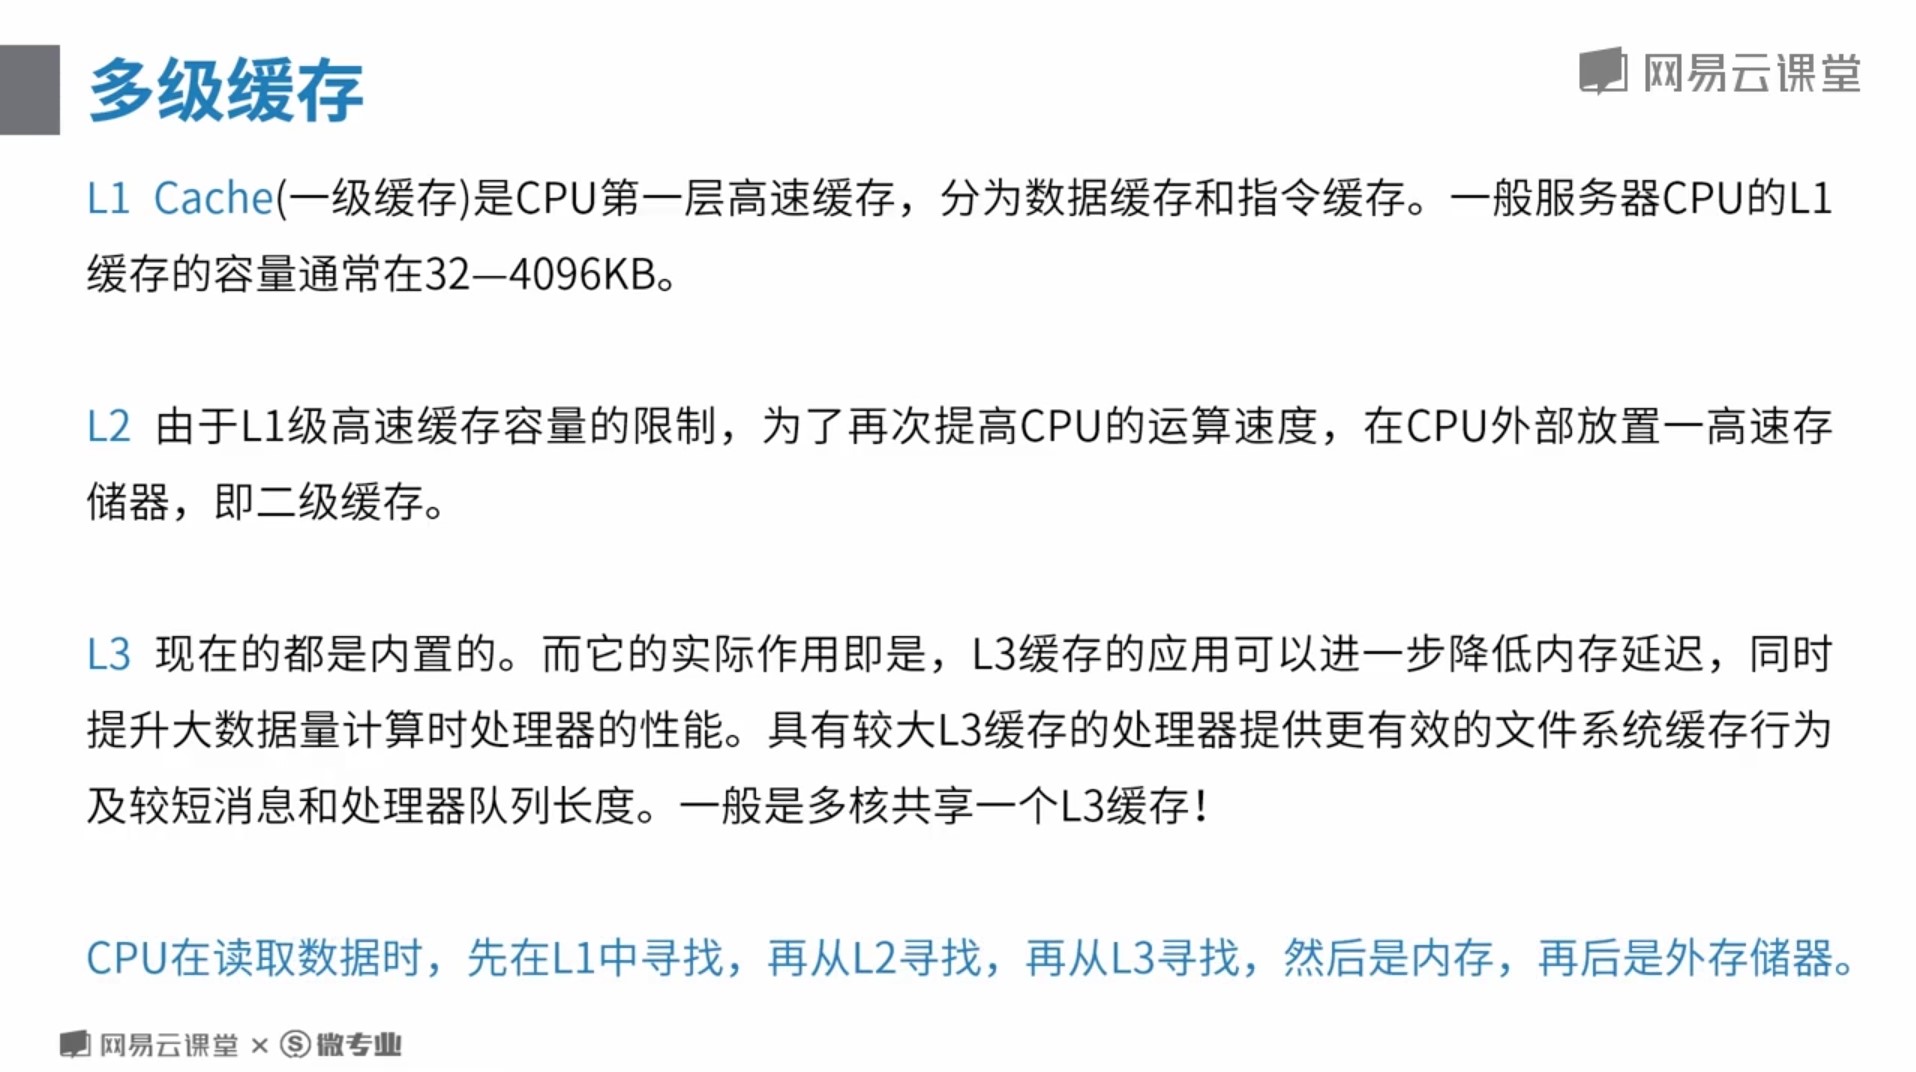 多级缓存
网易云课堂
L1 Cache(一级缓存)是CPU第一层高速缓存，分为数据缓存和指令缓存。一般服务器CPU的L1
缓存的容量通常在32—4096KB。
L2 由于L1级高速缓存容量的限制，为了再次提高CPU的运算速度，在CPU外部放置一高速存
储器，即二级缓存。
L3 现在的都是内置的。而它的实际作用即是，L3缓存的应用可以进一步降低内存延迟，同时
提升大数据量计算时处理器的性能。具有较大L3缓存的处理器提供更有效的文件系统缓存行为
及较短消息和处理器队列长度。一般是多核共享一个L3缓存！
CPU在读取数据时，先在L1中寻找，再从L2寻找，再从L3寻找，然后是内存，再后是外存储器。
网易云课堂 × S 微专业